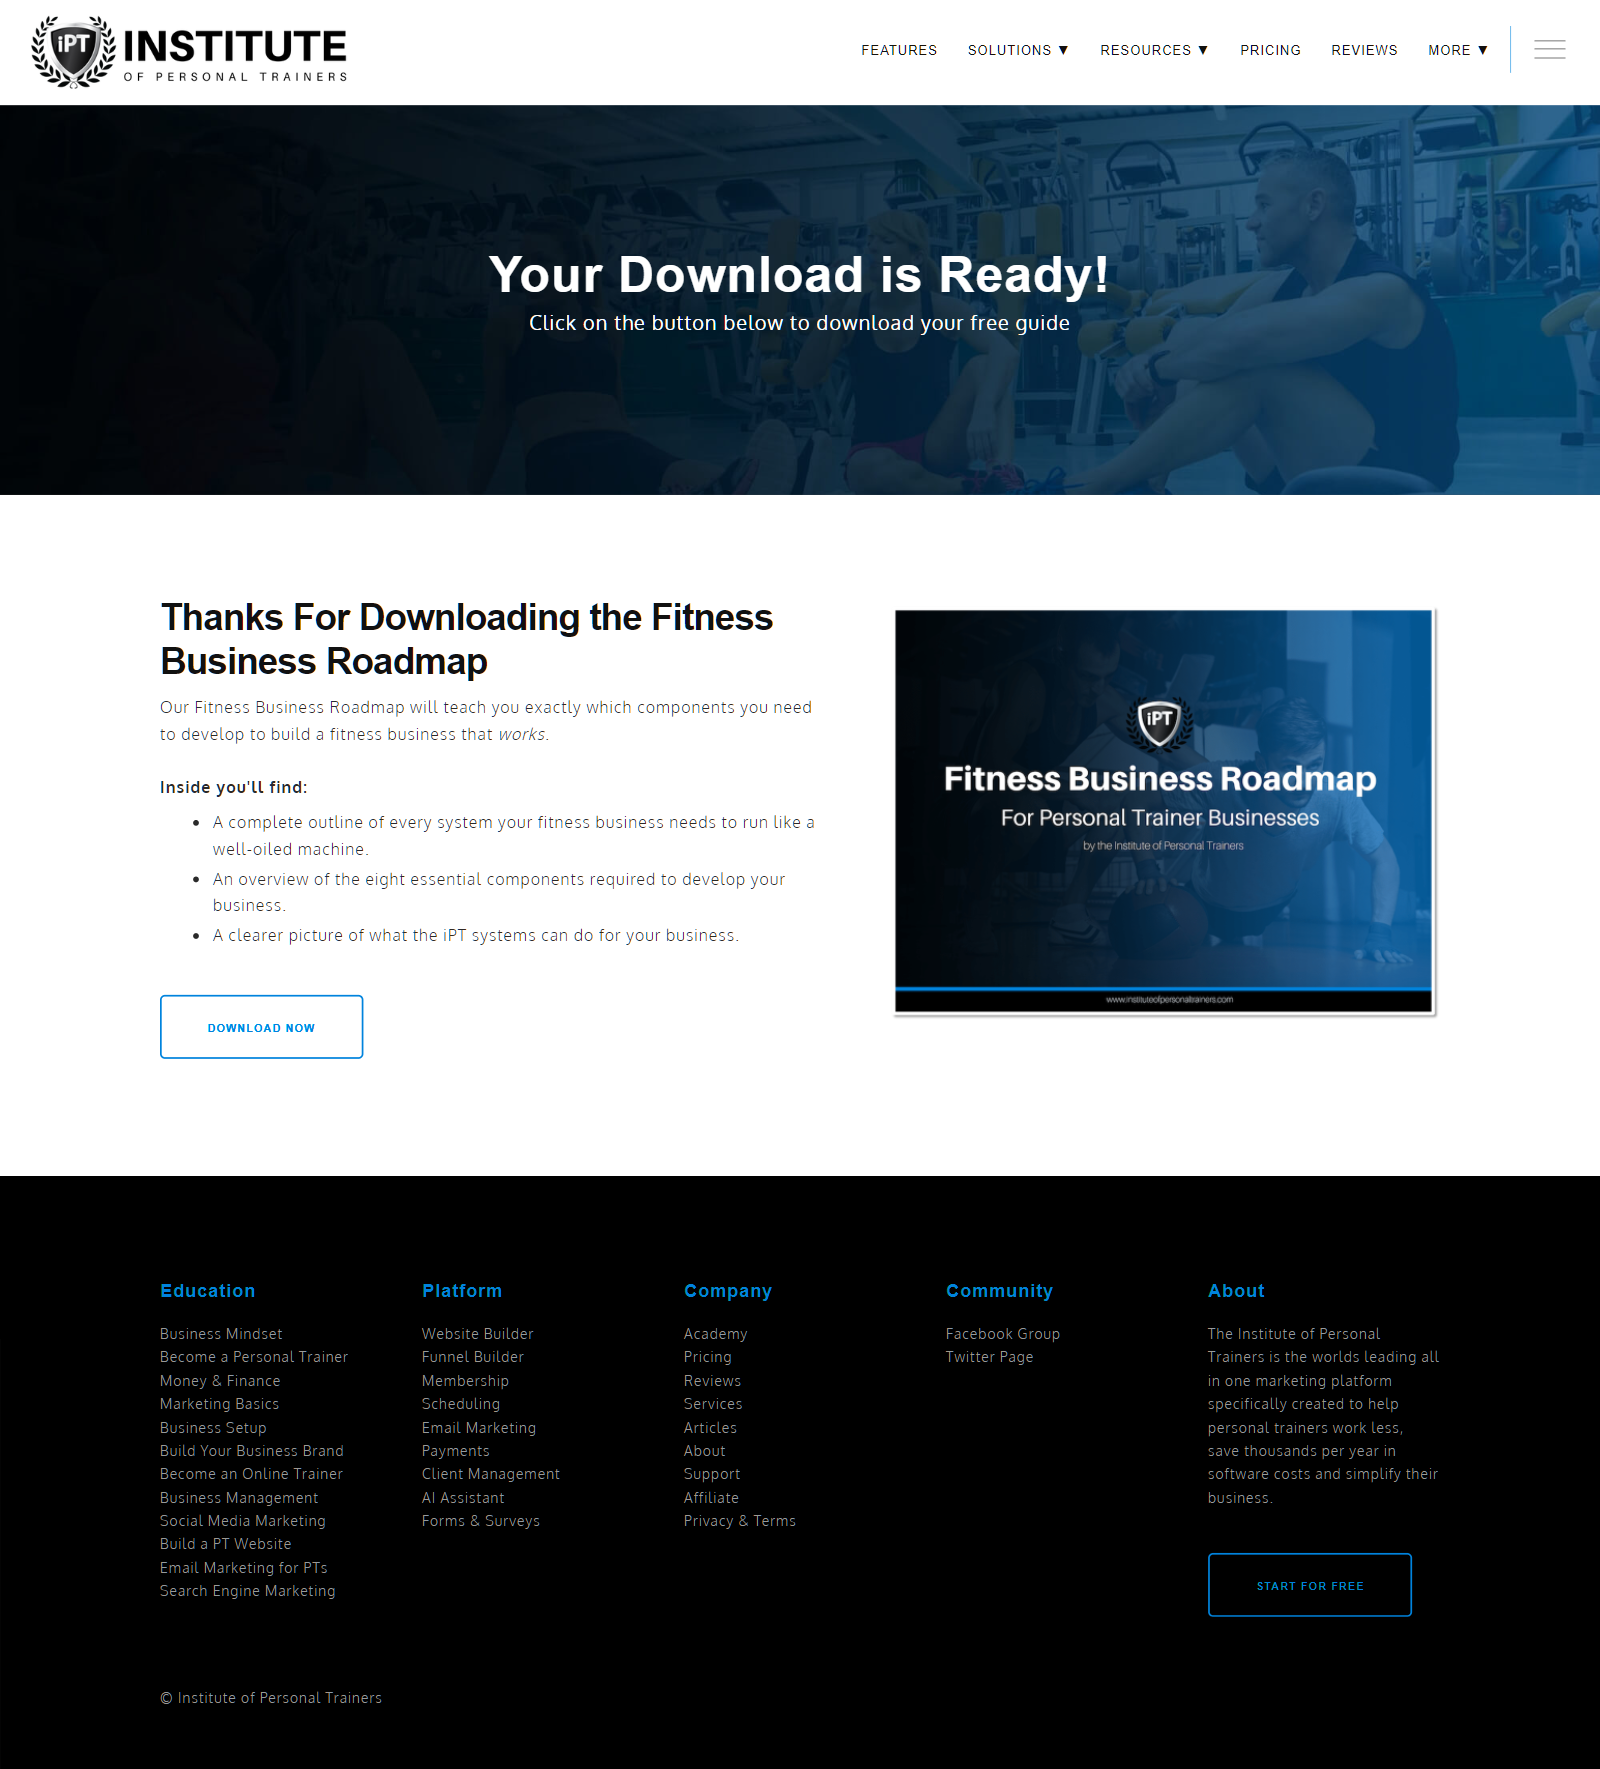 iPT INSTITUTE
OF PERSONAL TRAINERS
FEATURES SOLUTIONS ▼ RESOURCES ▼ PRICING REVIEWS MORE ▼
Your Download is Ready!
Click on the button below to download your free guide
Thanks For Downloading the Fitness
Business Roadmap
Our Fitness Business Roadmap will teach you exactly which components you need
to develop to build a fitness business that works.
Inside you'll find:
• A complete outline of every system your fitness business needs to run like a
well-oiled machine.
• An overview of the eight essential components required to develop your
business.
• A clearer picture of what the iPT systems can do for your business.
DOWNLOAD NOW
iPT
Fitness Business Roadmap
For Personal Trainer Businesses
by the Institute of Personal Trainers
www.instituteofpersonaltrainers.com
Education
Business Mindset
Become a Personal Trainer
Money & Finance
Marketing Basics
Business Setup
Build Your Business Brand
Become an Online Trainer
Business Management
Social Media Marketing
Build a PT Website
Email Marketing for PTs
Search Engine Marketing
Platform
Website Builder
Funnel Builder
Membership
Scheduling
Email Marketing
Payments
Client Management
AI Assistant
Forms & Surveys
Company
Academy
Pricing
Reviews
Services
Articles
About
Support
Affiliate
Privacy & Terms
Community
Facebook Group
Twitter Page
About
The Institute of Personal
Trainers is the worlds leading all
in one marketing platform
specifically created to help
personal trainers work less,
save thousands per year in
software costs and simplify their
business.
START FOR FREE
© Institute of Personal Trainers